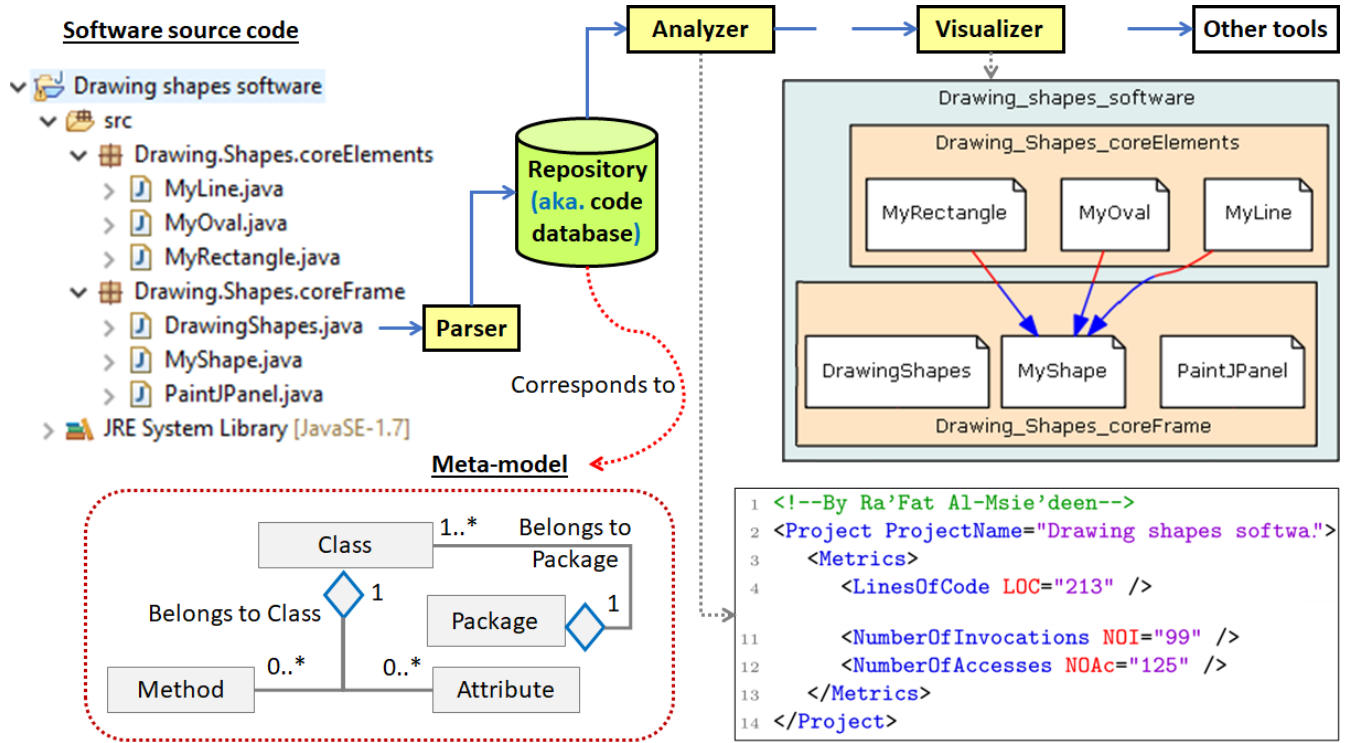 Software source code
Drawing shapes software
src
Drawing.Shapes.coreElements
MyLine.java
MyOval.java
MyRectangle.java
Drawing.Shapes.coreFrame
DrawingShapes.java
MyShape.java
PaintJPanel.java
JRE System Library [JavaSE-1.7]
Parser
Repository
(aka. code
database)
Analyzer
Visualizer
Other tools
Drawing_shapes_software
Drawing_Shapes_coreElements
MyRectangle
MyOval
MyLine
DrawingShapes
MyShape
PaintJPanel
Drawing_Shapes_coreFrame
Corresponds to
Meta-model
Class
1..*
Belongs to
Package
1
Belongs to Class
Package
1
0..*
0..*
Method
Attribute
1 <!--By Ra'Fat Al-Msie'deen-->
2 <Project ProjectName="Drawing shapes softwa.">
3 <Metrics>
4 <LinesOfCode LOC="213" />
11 <NumberOfInvocations NOI="99" />
12 <NumberOfAccesses NOAc="125" />
13 </Metrics>
14 </Project>